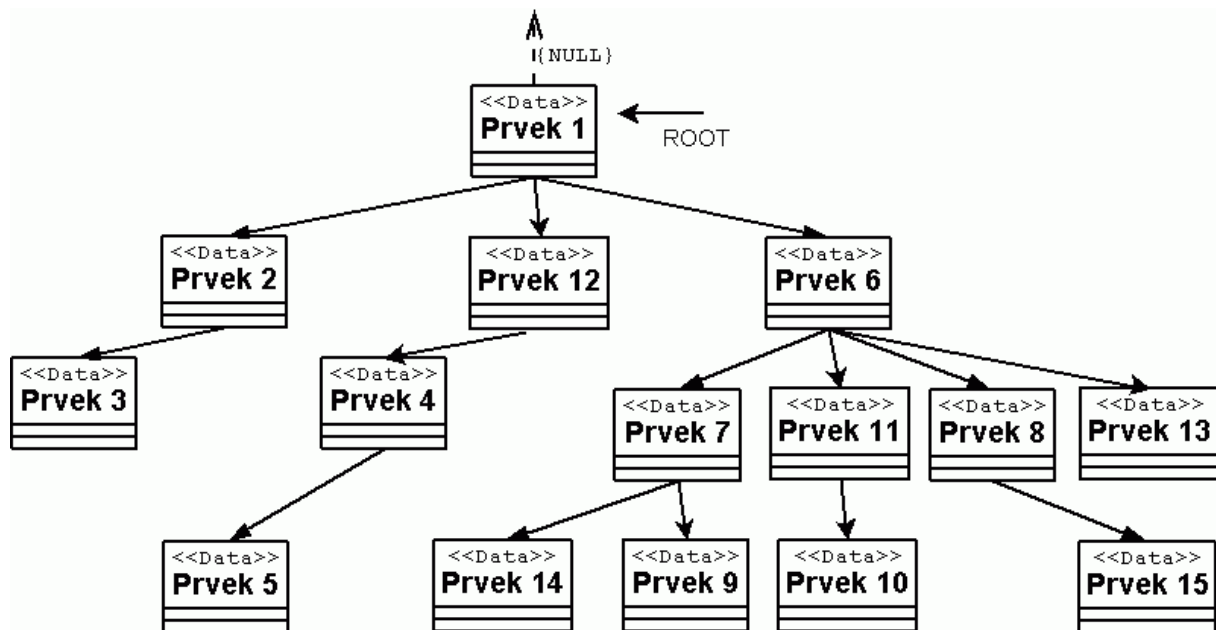 {NULL}
<<Data>>
Prvek 1
ROOT
<<Data>>
Prvek 2
<<Data>>
Prvek 12
<<Data>>
Prvek 6
<<Data>>
Prvek 3
<<Data>>
Prvek 4
<<Data>>
Prvek 7
<<Data>>
Prvek 11
<<Data>>
Prvek 8
<<Data>>
Prvek 13
<<Data>>
Prvek 5
<<Data>>
Prvek 14
<<Data>>
Prvek 9
<<Data>>
Prvek 10
<<Data>>
Prvek 15